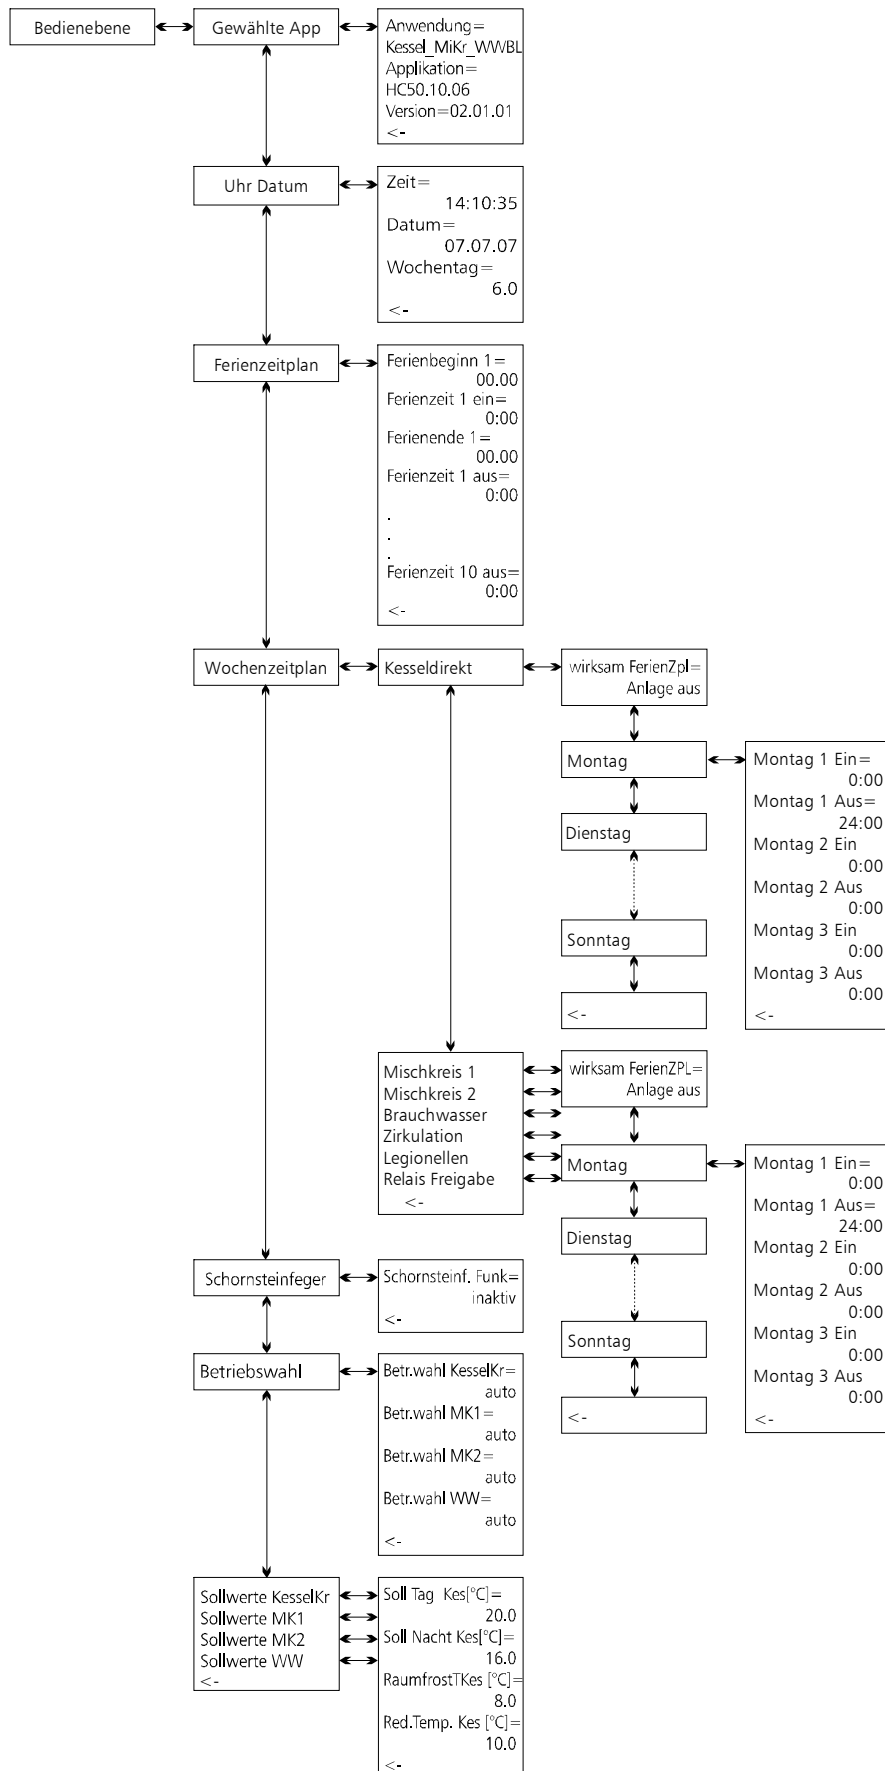 Bedienebene
Gewählte App
Anwendung=
Kessel_MiKr_WWBL
Applikation=
HC50.10.06
Version=02.01.01
<-
Uhr Datum
Zeit=
14:10:35
Datum=
07.07.07
Wochentag=
6.0
<-
Ferienzeitplan
Ferienbeginn 1=
00.00
Ferienzeit 1 ein=
0:00
Ferienende 1=
00.00
Ferienzeit 1 aus=
0:00
.
.
.
Ferienzeit 10 aus=
0:00
<-
Wochenzeitplan
Kesseldirekt
wirksam FerienZpl=
Anlage aus
Montag
Dienstag
Sonntag
<-
Montag 1 Ein=
0:00
Montag 1 Aus=
24:00
Montag 2 Ein
0:00
Montag 2 Aus
0:00
Montag 3 Ein
0:00
Montag 3 Aus
0:00
<-
Mischkreis 1
Mischkreis 2
Brauchwasser
Zirkulation
Legionellen
Relais Freigabe
<-
wirksam FerienZPL=
Anlage aus
Montag
Dienstag
Sonntag
<-
Montag 1 Ein=
0:00
Montag 1 Aus=
24:00
Montag 2 Ein
0:00
Montag 2 Aus
0:00
Montag 3 Ein
0:00
Montag 3 Aus
0:00
<-
Schornsteinfeger
Schornsteinf. Funk=
inaktiv
<-
Betriebswahl
Betr.wahl KesselKr=
auto
Betr.wahl MK1=
auto
Betr.wahl MK2=
auto
Betr.wahl WW=
auto
<-
Sollwerte KesselKr
Sollwerte MK1
Sollwerte MK2
Sollwerte WW
<-
Soll Tag Kes[°C]=
20.0
Soll Nacht Kes[°C]=
16.0
RaumfrostTKes [°C]=
8.0
Red.Temp. Kes [°C]=
10.0
<-